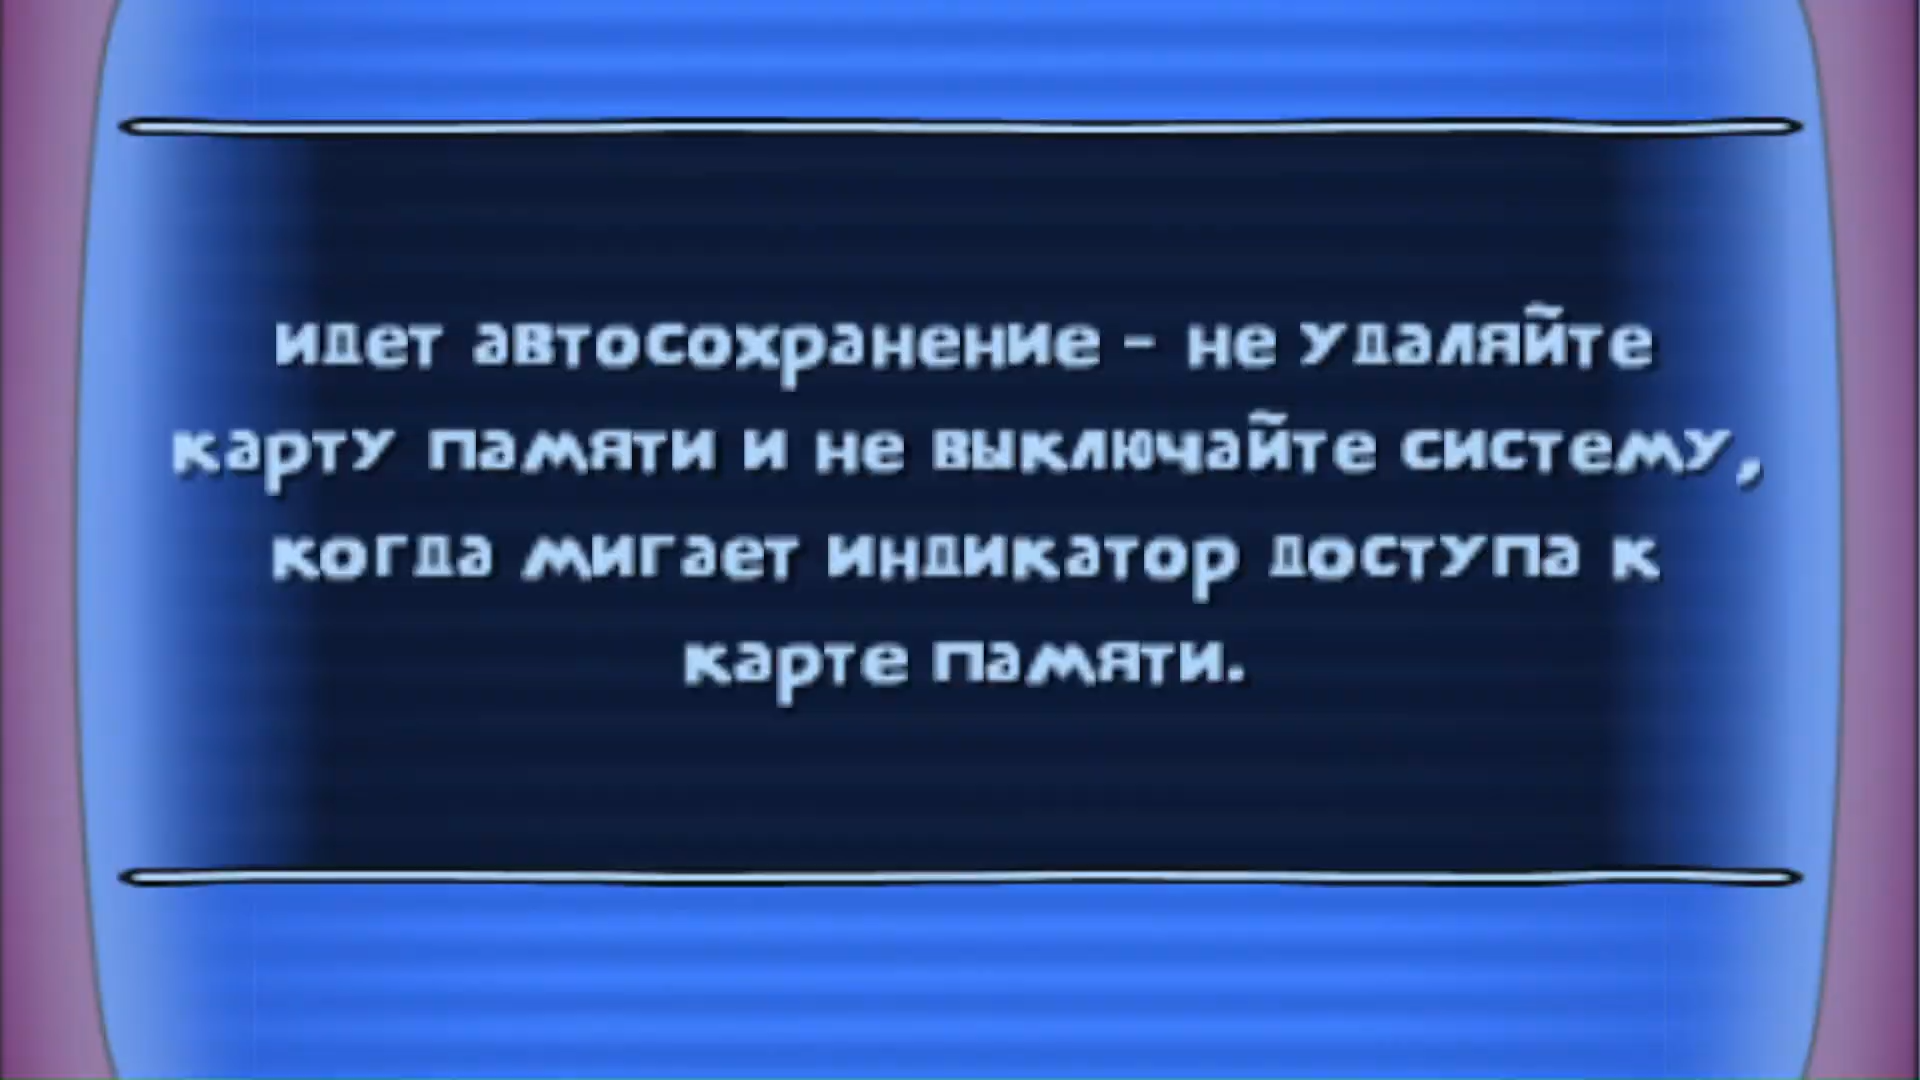 идет автосохранение - не удаляйте
карту памяти и не выключайте систему,
когда мигает индикатор доступа к
карте памяти.